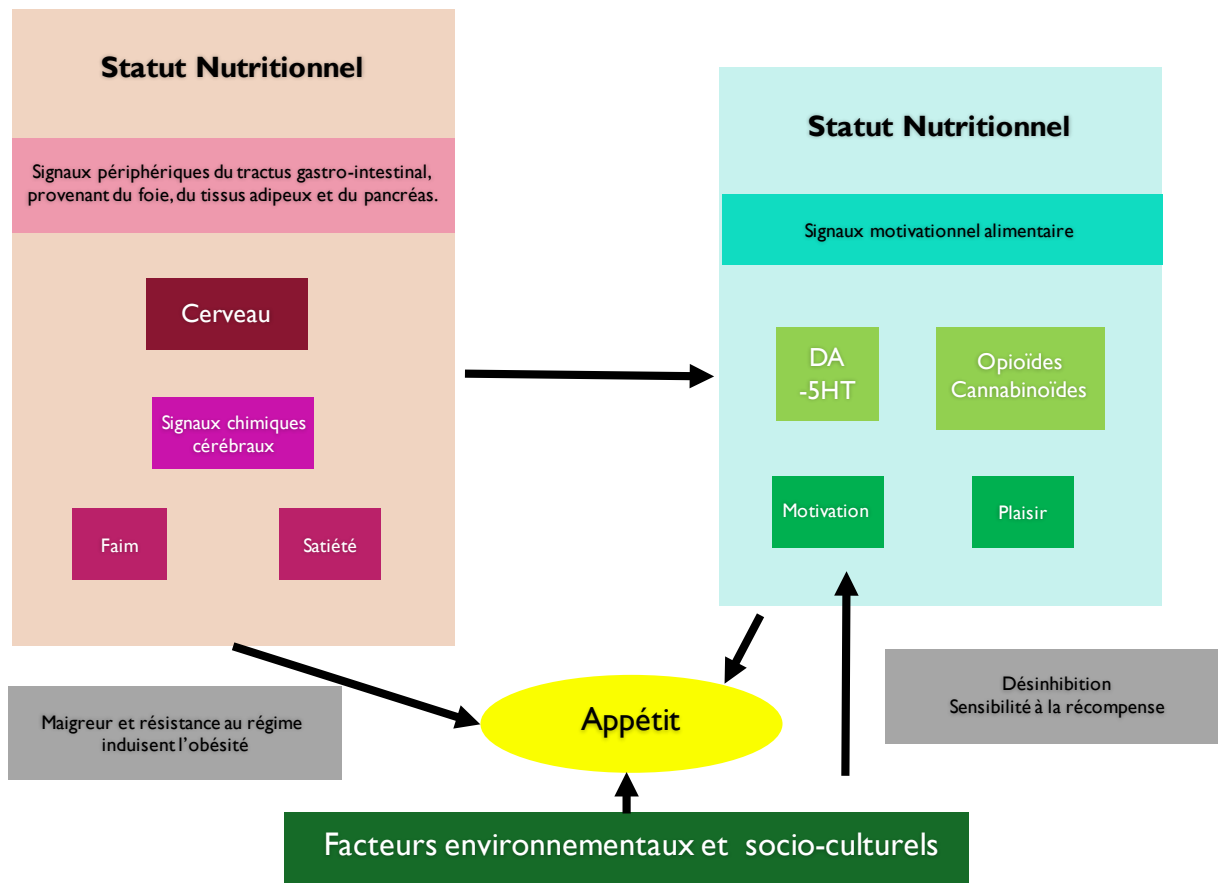 Statut Nutritionnel
Signaux périphériques du tractus gastro-intestinal,
provenant du foie, du tissus adipeux et du pancréas.
Cerveau
Signaux chimiques
cérébraux
Faim
Satiété
Maigreur et résistance au régime
induisent l'obésité
Statut Nutritionnel
Signaux motivationnel alimentaire
DA
-5HT
Opioïdes
Cannabinoïdes
Motivation
Plaisir
Désinhibition
Sensibilité à la récompense
Appétit
Facteurs environnementaux et socio-culturels